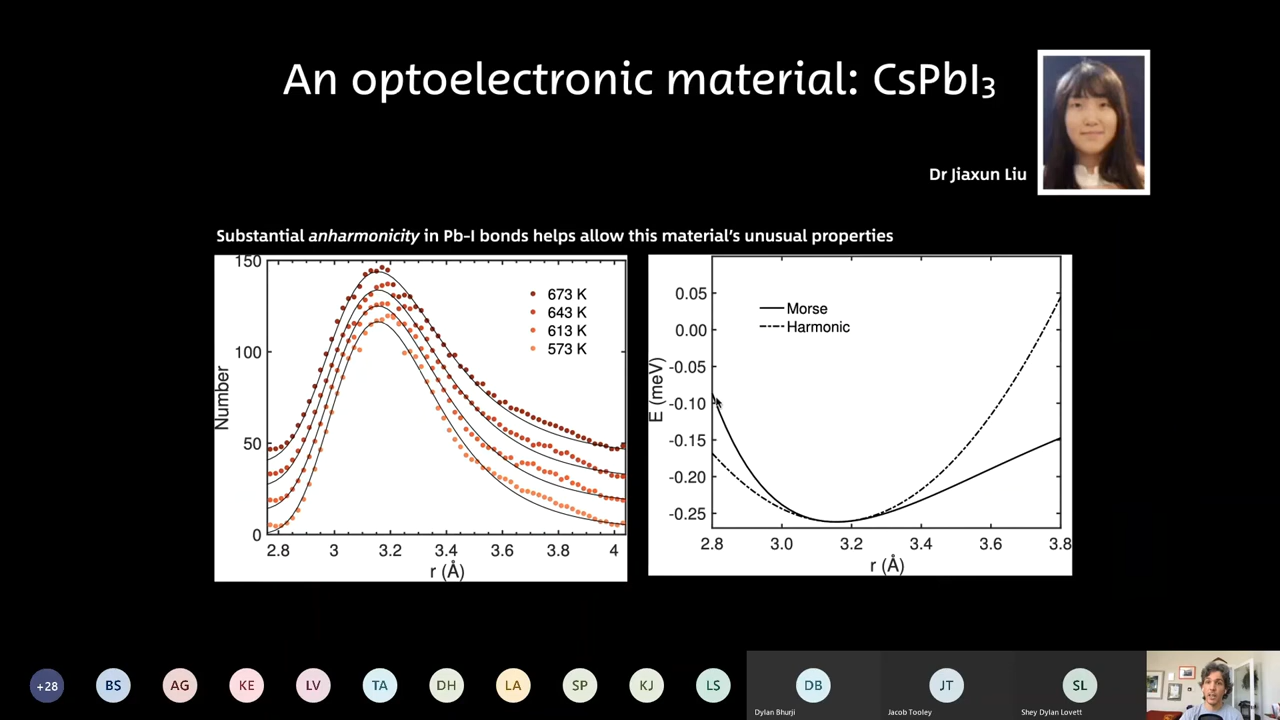 An optoelectronic material: CsPbI₃
Dr Jiaxun Liu
Substantial anharmonicity in Pb–I bonds helps allow this material's unusual properties
150
100
50
0
Number
673 K
643 K
613 K
573 K
2.8 3 3.2 3.4 3.6 3.8 4
r (Å)
0.05
0.00
-0.05
-0.10
-0.15
-0.20
-0.25
E (meV)
Morse
Harmonic
2.8 3.0 3.2 3.4 3.6 3.8
r (Å)
+28 BS AG KE LV TA DH LA SP KJ LS DB JT SL
Dylan Bhurji Jacob Tooley Shey Dylan Lovett